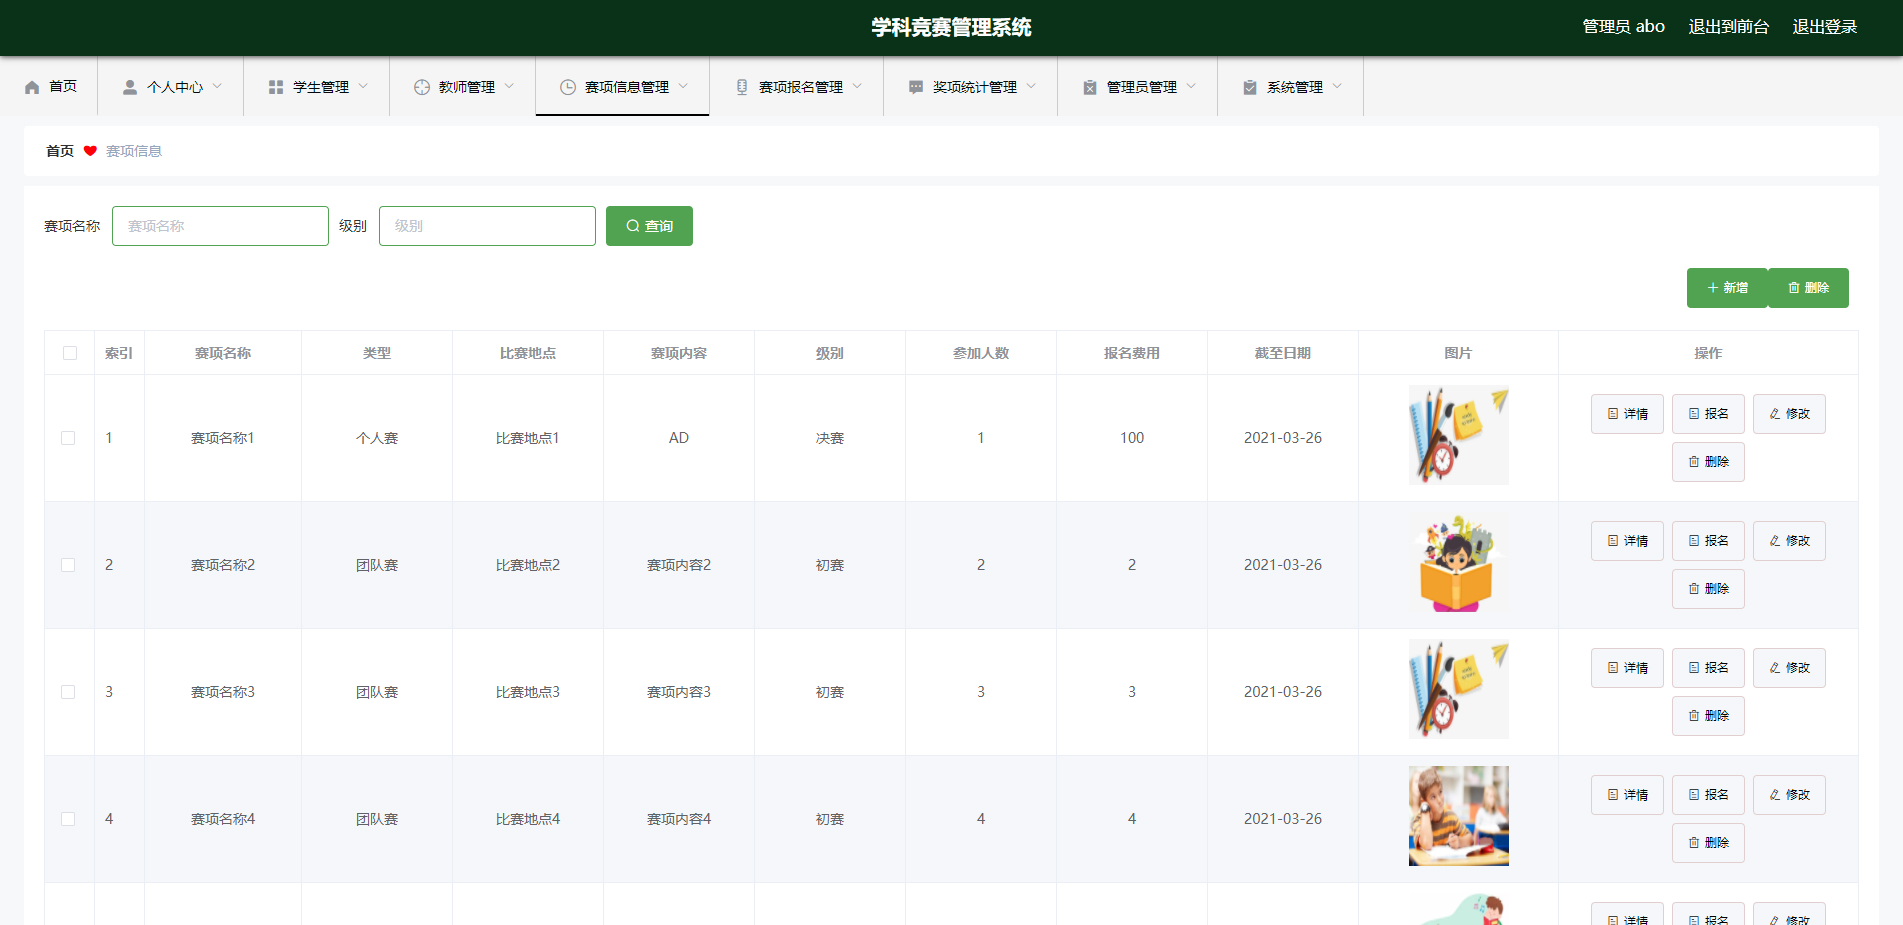 学科竞赛管理系统
管理员 abo 退出到前台 退出登录
首页 个人中心 学生管理 教师管理 赛项信息管理 赛项报名管理 奖项统计管理 管理员管理 系统管理
首页 赛项信息
赛项名称 赛项名称 级别 级别 查询
新增 删除
索引 赛项名称 类型 比赛地点 赛项内容 级别 参加人数 报名费用 截至日期 图片 操作
1 赛项名称1 个人赛 比赛地点1 AD 决赛 1 100 2021-03-26 详情 报名 修改
删除
2 赛项名称2 团队赛 比赛地点2 赛项内容2 初赛 2 2 2021-03-26 详情 报名 修改
删除
3 赛项名称3 团队赛 比赛地点3 赛项内容3 初赛 3 3 2021-03-26 详情 报名 修改
删除
4 赛项名称4 团队赛 比赛地点4 赛项内容4 初赛 4 4 2021-03-26 详情 报名 修改
删除
详情 报名 修改